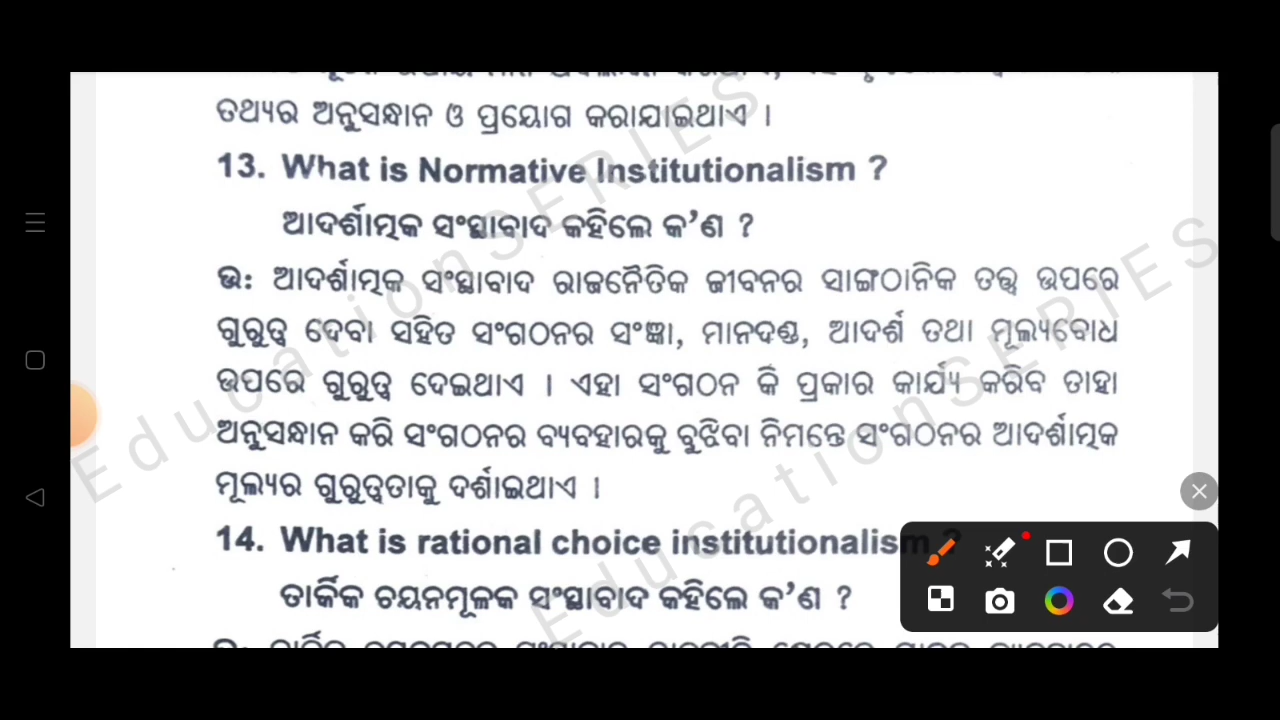 ତଥ୍ୟର ଅନୁସନ୍ଧାନ ଓ ପ୍ରୟୋଗ କରାଯାଇଥାଏ ।
13. What is Normative Institutionalism ?
ଆଦର୍ଶାତ୍ମକ ସଂସ୍ଥାବାଦ କହିଲେ କ'ଣ ?
ଉ: ଆଦର୍ଶାତ୍ମକ ସଂସ୍ଥାବାଦ ରାଜନୈତିକ ଜୀବନର ସାଙ୍ଗଠାନିକ ତତ୍ତ୍ୱ ଉପରେ
ଗୁରୁତ୍ୱ ଦେବା ସହିତ ସଂଗଠନର ସଂଜ୍ଞା, ମାନଦଣ୍ଡ, ଆଦର୍ଶ ତଥା ମୂଲ୍ୟବୋଧ
ଉପରେ ଗୁରୁତ୍ୱ ଦେଇଥାଏ । ଏହା ସଂଗଠନ କି ପ୍ରକାର କାର୍ଯ୍ୟ କରିବ ତାହା
ଅନୁସନ୍ଧାନ କରି ସଂଗଠନର ବ୍ୟବହାରକୁ ବୁଝିବା ନିମନ୍ତେ ସଂଗଠନର ଆଦର୍ଶାତ୍ମକ
ମୂଲ୍ୟର ଗୁରୁତ୍ୱତାକୁ ଦର୍ଶାଇଥାଏ ।
14. What is rational choice institutionalism ?
ତାର୍କିକ ଚୟନମୂଳକ ସଂସ୍ଥାବାଦ କହିଲେ କ'ଣ ?
EducationSERIES
EducationSERIES